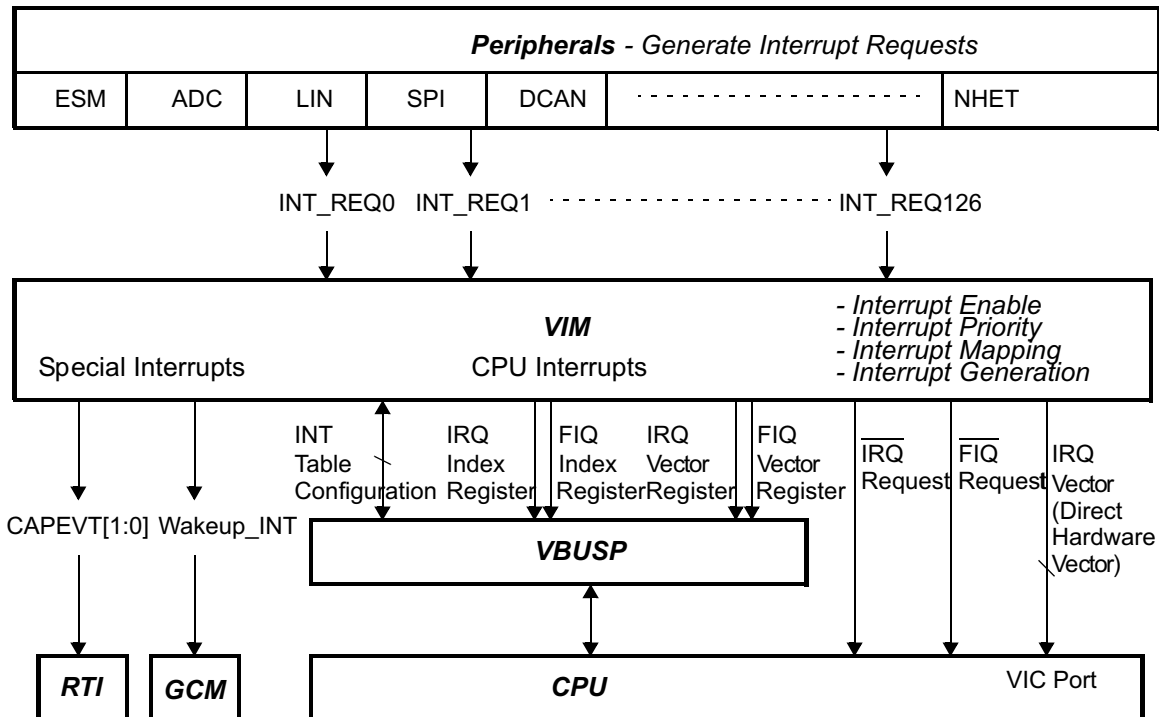 Peripherals - Generate Interrupt Requests
ESM ADC LIN SPI DCAN NHET
INT_REQ0 INT_REQ1 INT_REQ126
VIM
- Interrupt Enable
- Interrupt Priority
- Interrupt Mapping
- Interrupt Generation
Special Interrupts
CPU Interrupts
INT
Table
Configuration
IRQ
Index
Register
FIQ
Index
Register
IRQ
Vector
Register
FIQ
Vector
Register
IRQ
Request
FIQ
Request
IRQ
Vector
(Direct
Hardware
Vector)
CAPEVT[1:0] Wakeup_INT
VBUSP
RTI
GCM
CPU
VIC Port